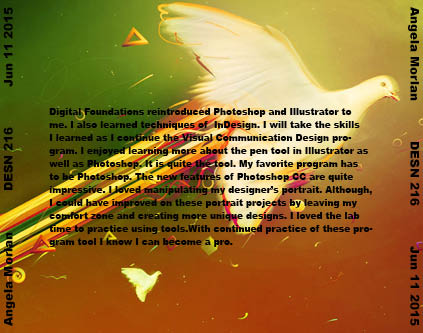 Jun 11 2015
DESN 216
Angela Morlan
Digital Foundations reintroduced Photoshop and Illustrator to
me. I also learned techniques of InDesign. I will take the skills
I learned as I continue the Visual Communication Design pro-
gram. I enjoyed learning more about the pen tool in Illustrator as
well as Photoshop. It is quite the tool. My favorite program has
to be Photoshop. The new features of Photoshop CC are quite
impressive. I loved manipulating my designer's portrait. Although,
I could have improved on these portrait projects by leaving my
comfort zone and creating more unique designs. I loved the lab
time to practice using tools.With continued practice of these pro-
gram tool I know I can become a pro.
Angela Morlan
DESN 216
Jun 11 2015